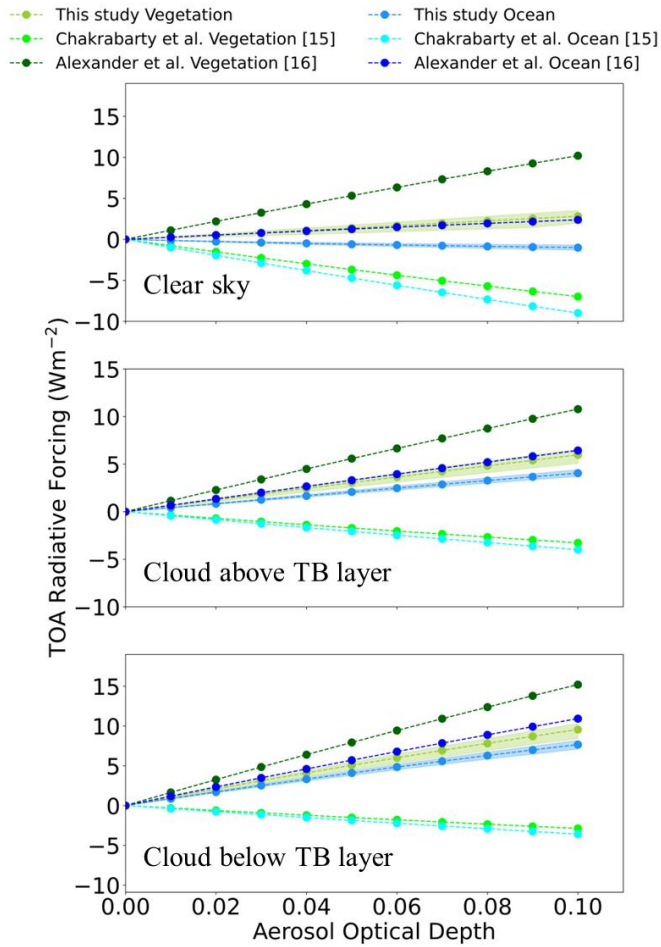 This study Vegetation
This study Ocean
Chakrabarty et al. Vegetation [15]
Chakrabarty et al. Ocean [15]
Alexander et al. Vegetation [16]
Alexander et al. Ocean [16]
TOA Radiative Forcing (Wm⁻²)
15
10
5
0
−5
−10
Clear sky
15
10
5
0
−5
−10
Cloud above TB layer
15
10
5
0
−5
−10
Cloud below TB layer
0.00 0.02 0.04 0.06 0.08 0.10
Aerosol Optical Depth